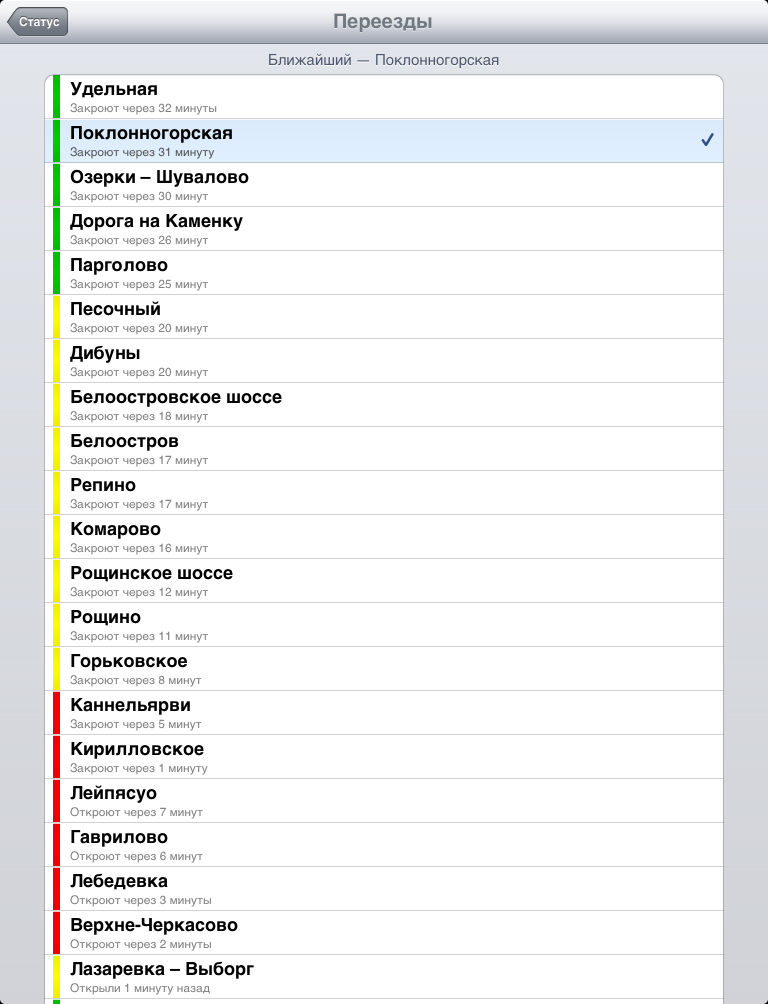 Статус
Переезды
Ближайший — Поклонногорская
Удельная
Закроют через 32 минуты
Поклонногорская
Закроют через 31 минуту
Озерки – Шувалово
Закроют через 30 минут
Дорога на Каменку
Закроют через 26 минут
Парголово
Закроют через 25 минут
Песочный
Закроют через 20 минут
Дибуны
Закроют через 20 минут
Белоостровское шоссе
Закроют через 18 минут
Белоостров
Закроют через 17 минут
Репино
Закроют через 17 минут
Комарово
Закроют через 16 минут
Рощинское шоссе
Закроют через 12 минут
Рощино
Закроют через 11 минут
Горьковское
Закроют через 8 минут
Каннельярви
Закроют через 5 минут
Кирилловское
Закроют через 1 минуту
Лейпясуо
Откроют через 7 минут
Гаврилово
Откроют через 6 минут
Лебедевка
Откроют через 3 минуты
Верхне-Черкасово
Откроют через 2 минуты
Лазаревка – Выборг
Открыли 1 минуту назад